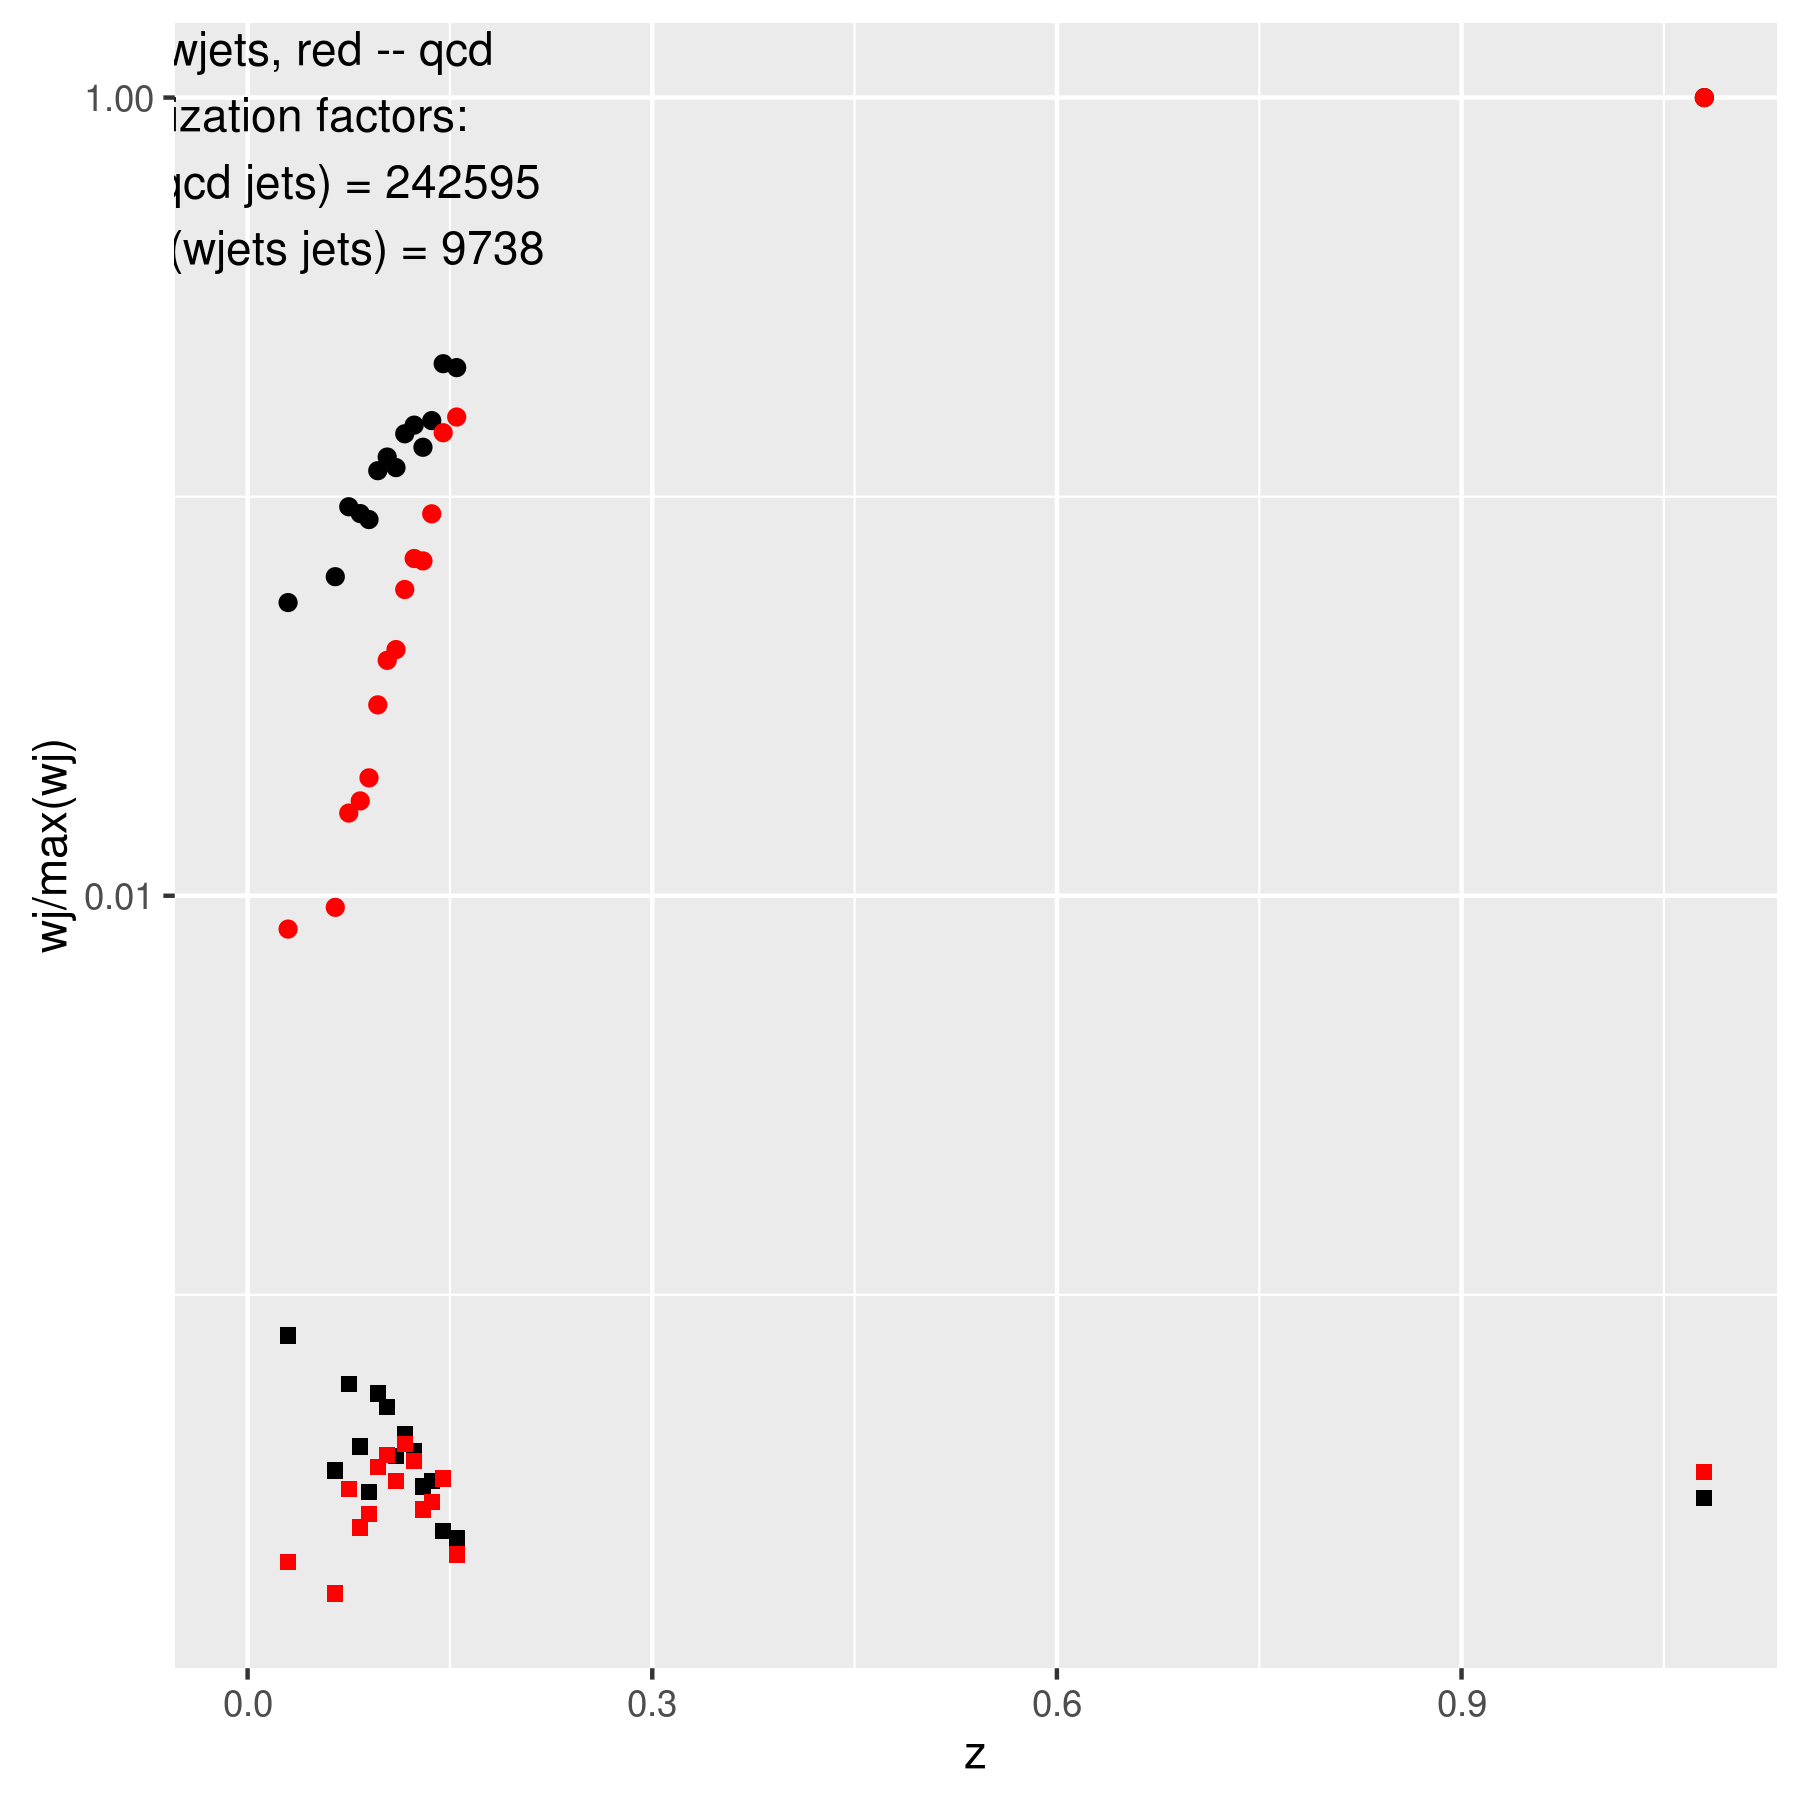 wjets, red -- qcd
ization factors:
jets) = 242595
(wjets jets) = 9738
1.00
0.01
wj/max(wj)
0.0 0.3 0.6 0.9
z